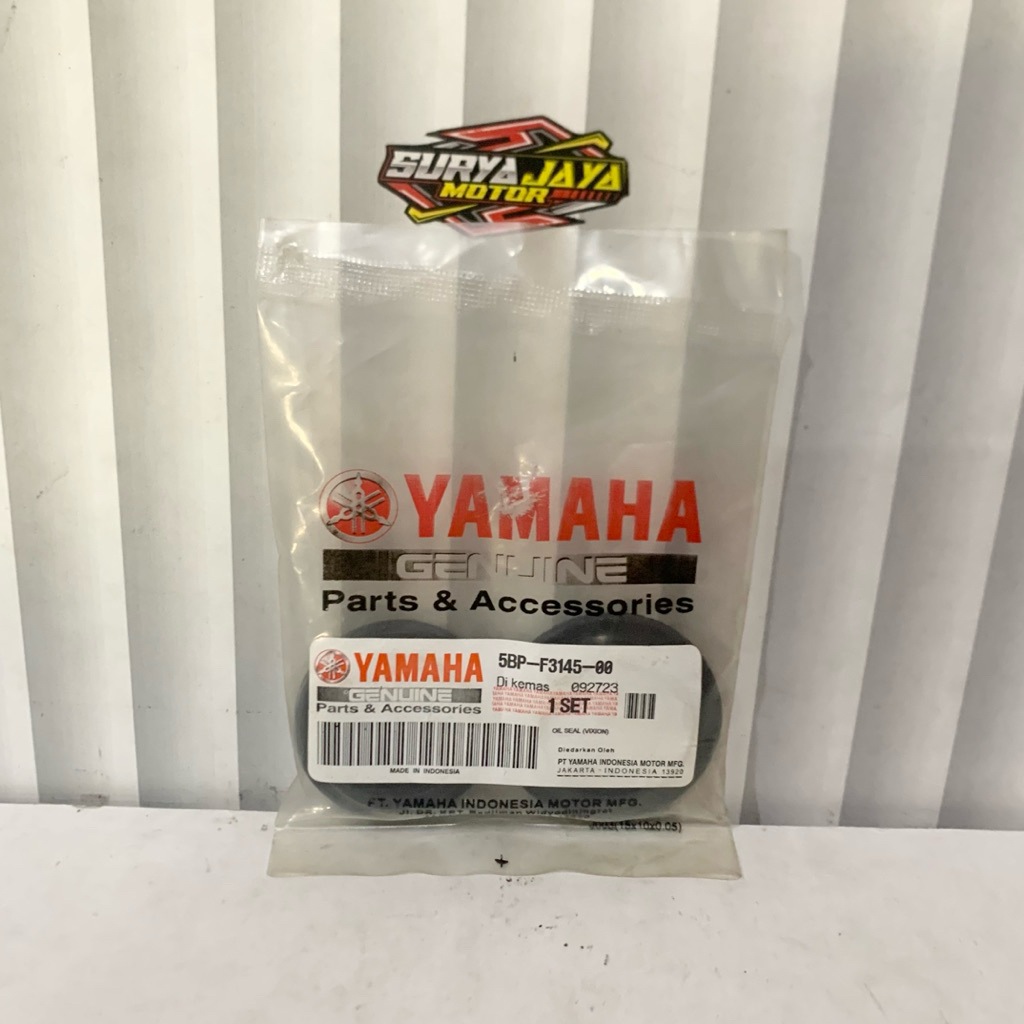 SURYA JAYA
MOTOR
YAMAHA
GENUINE
Parts & Accessories
YAMAHA
GENUINE
Parts & Accessories
MADE IN INDONESIA
5BP-F3145-00
Di kemas 092723
1 SET
OIL SEAL (VIXION)
Diedarkan Oleh
PT YAMAHA INDONESIA MOTOR MFG.
JAKARTA - INDONESIA 13920
PT. YAMAHA INDONESIA MOTOR MFG.
(15x10x0.05)